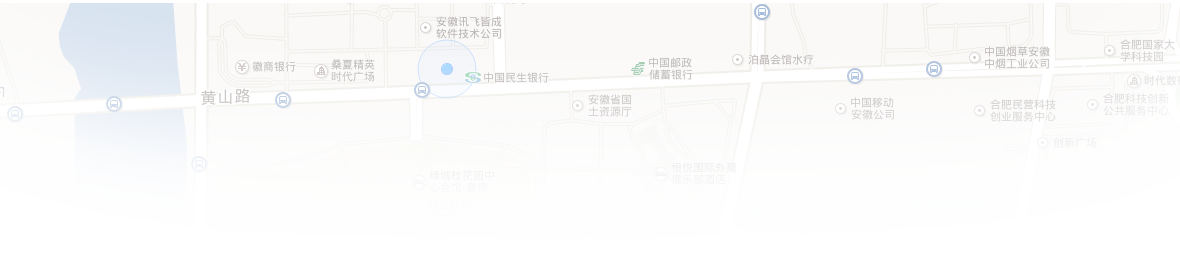 安徽讯飞皆成
软件技术公司
徽商银行
桑夏精英
时代广场
中国民生银行
中国邮政
储蓄银行
泊晶会馆水疗
中国烟草安徽
中烟工业公司
合肥国家大
学科技园
时代数
黄山路
安徽省国
土资源厅
中国移动
安徽公司
合肥民营科技
创业服务中心
合肥科技创新
公共服务中心
创新广场